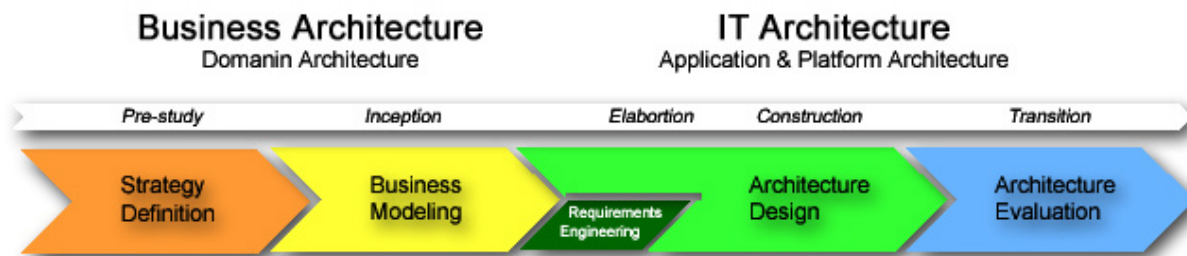 Business Architecture
Domanin Architecture
IT Architecture
Application & Platform Architecture
Pre-study
Inception
Elabortion
Construction
Transition
Strategy
Definition
Business
Modeling
Requirements
Engineering
Architecture
Design
Architecture
Evaluation